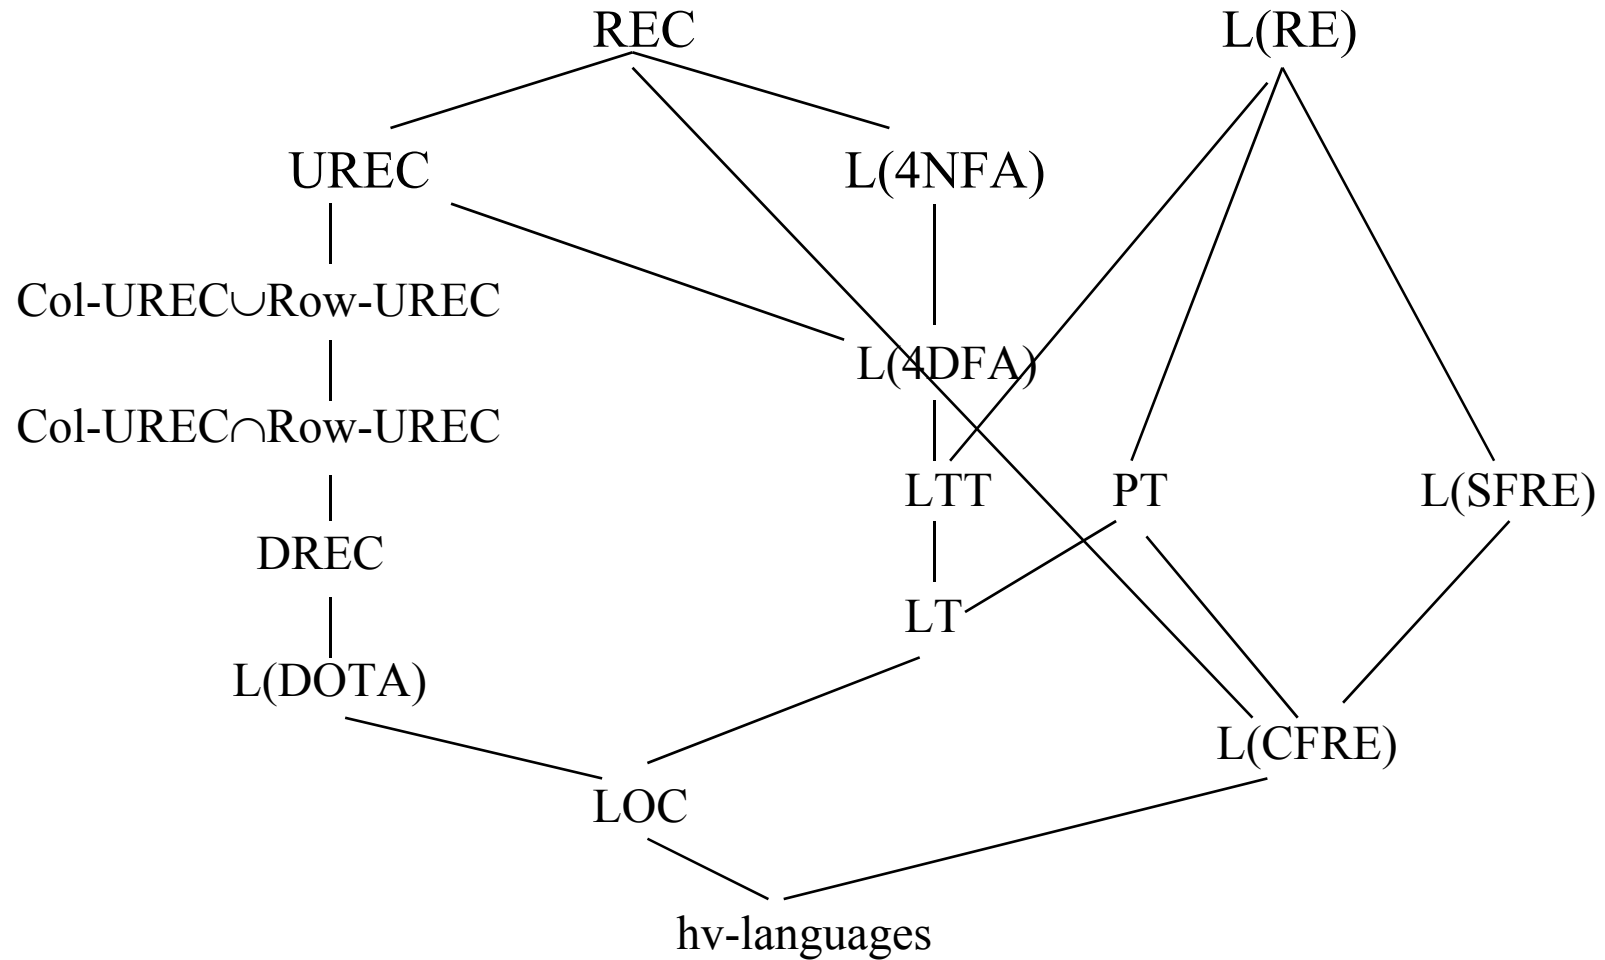 REC
L(RE)
UREC
L(4NFA)
Col-UREC∪Row-UREC
L(4DFA)
Col-UREC∩Row-UREC
LTT
PT
L(SFRE)
DREC
LT
L(DOTA)
L(CFRE)
LOC
hv-languages